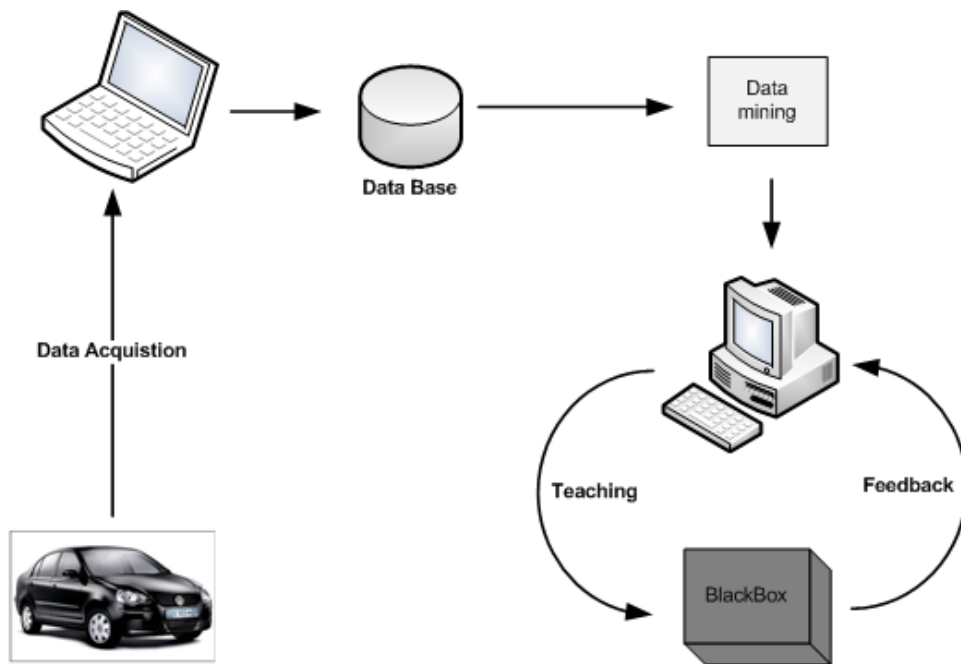 Data
mining
Data Base
Data Acquistion
Teaching
Feedback
BlackBox